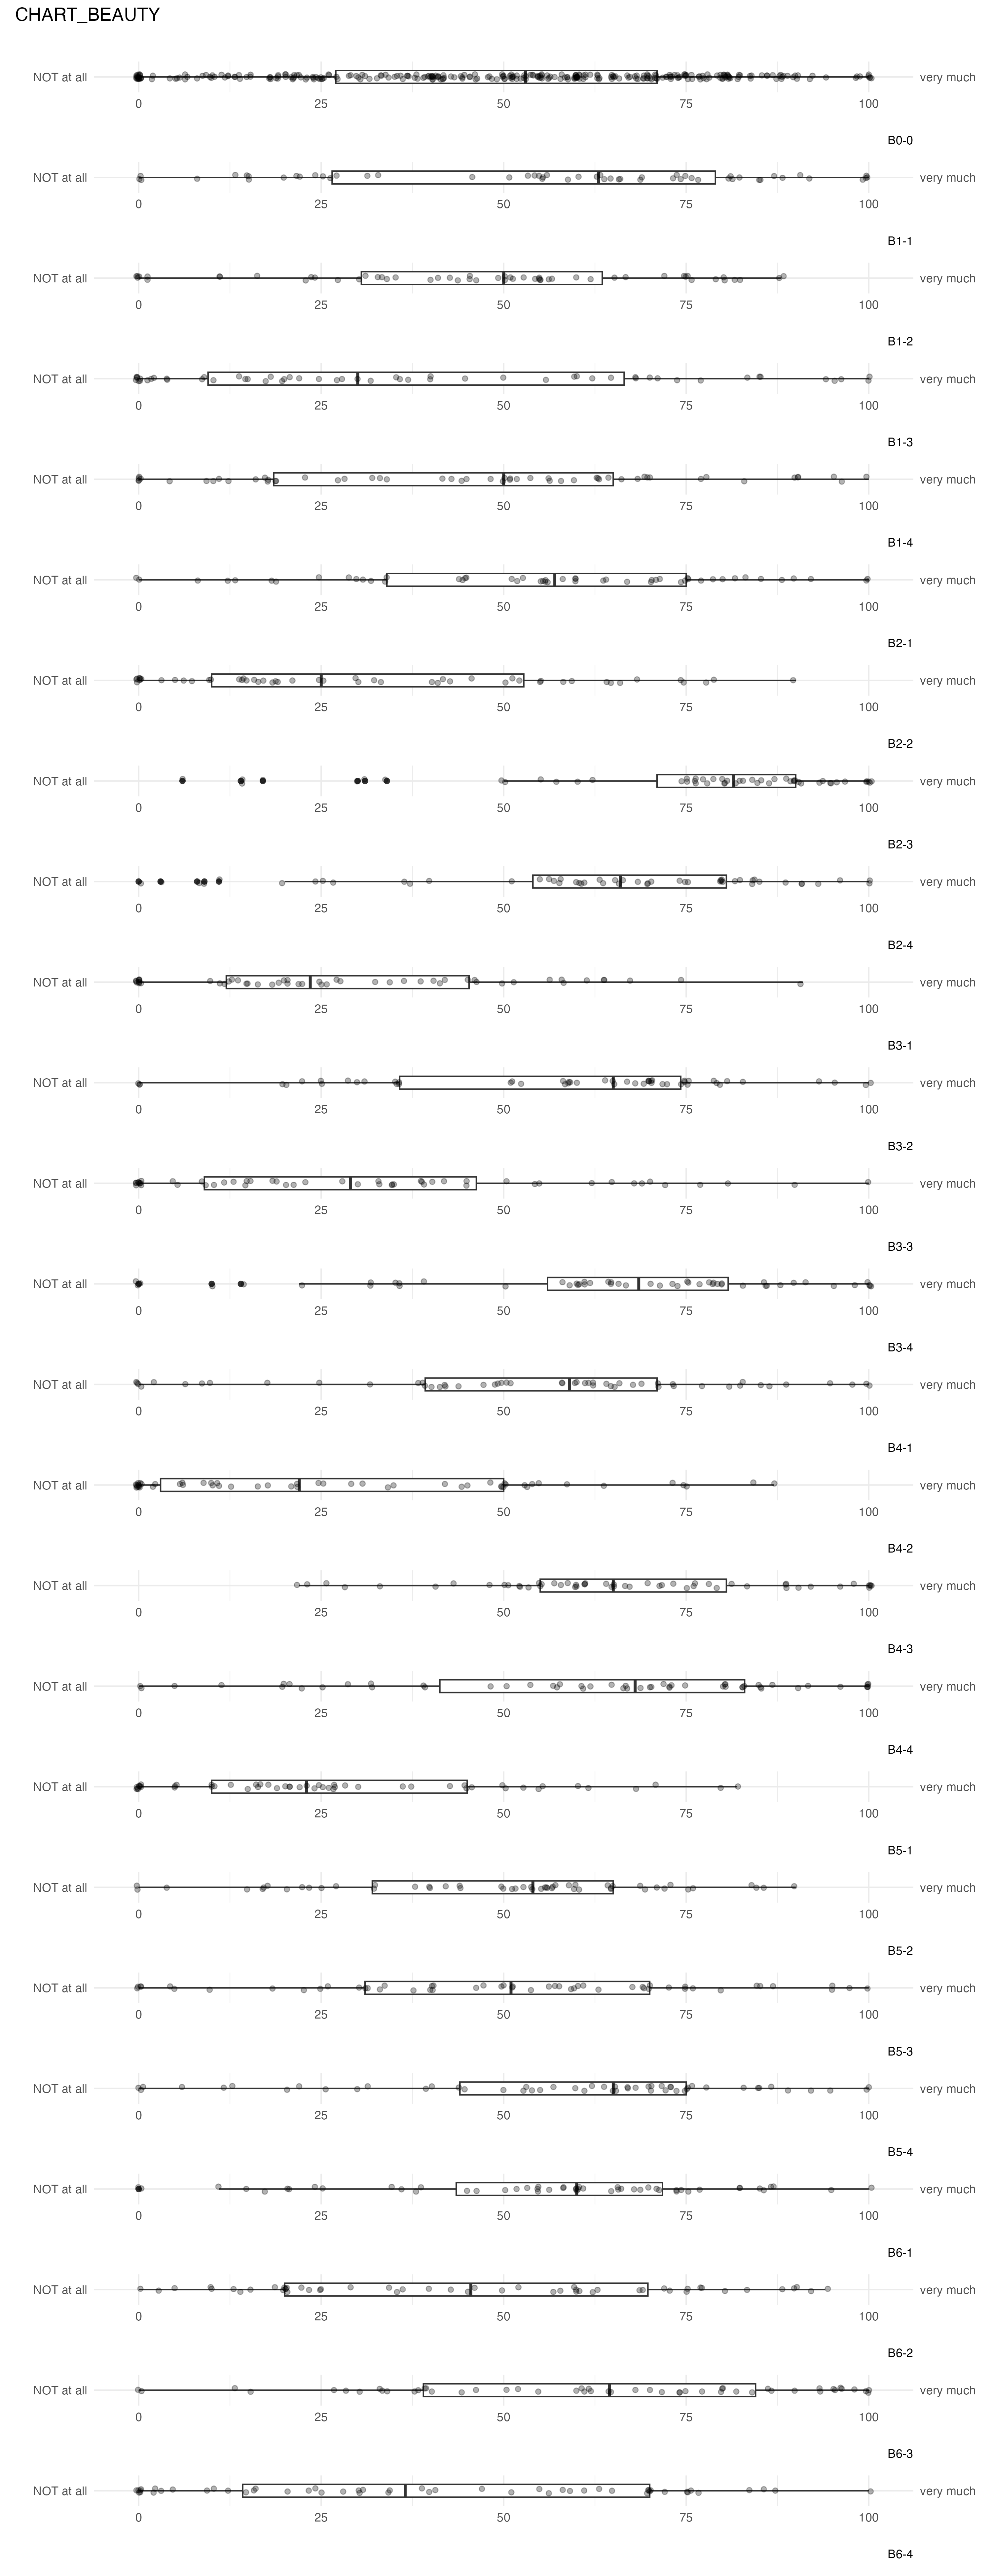 CHART_BEAUTY
NOT at all very much
0 25 50 75 100
B0-0
NOT at all very much
0 25 50 75 100
B1-1
NOT at all very much
0 25 50 75 100
B1-2
NOT at all very much
0 25 50 75 100
B1-3
NOT at all very much
0 25 50 75 100
B1-4
NOT at all very much
0 25 50 75 100
B2-1
NOT at all very much
0 25 50 75 100
B2-2
NOT at all very much
0 25 50 75 100
B2-3
NOT at all very much
0 25 50 75 100
B2-4
NOT at all very much
0 25 50 75 100
B3-1
NOT at all very much
0 25 50 75 100
B3-2
NOT at all very much
0 25 50 75 100
B3-3
NOT at all very much
0 25 50 75 100
B3-4
NOT at all very much
0 25 50 75 100
B4-1
NOT at all very much
0 25 50 75 100
B4-2
NOT at all very much
0 25 50 75 100
B4-3
NOT at all very much
0 25 50 75 100
B4-4
NOT at all very much
0 25 50 75 100
B5-1
NOT at all very much
0 25 50 75 100
B5-2
NOT at all very much
0 25 50 75 100
B5-3
NOT at all very much
0 25 50 75 100
B5-4
NOT at all very much
0 25 50 75 100
B6-1
NOT at all very much
0 25 50 75 100
B6-2
NOT at all very much
0 25 50 75 100
B6-3
NOT at all very much
0 25 50 75 100
B6-4